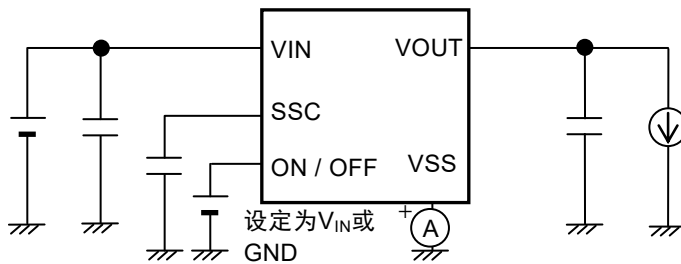 VIN
VOUT
SSC
ON / OFF
VSS
设定为VIN或
GND
+
A